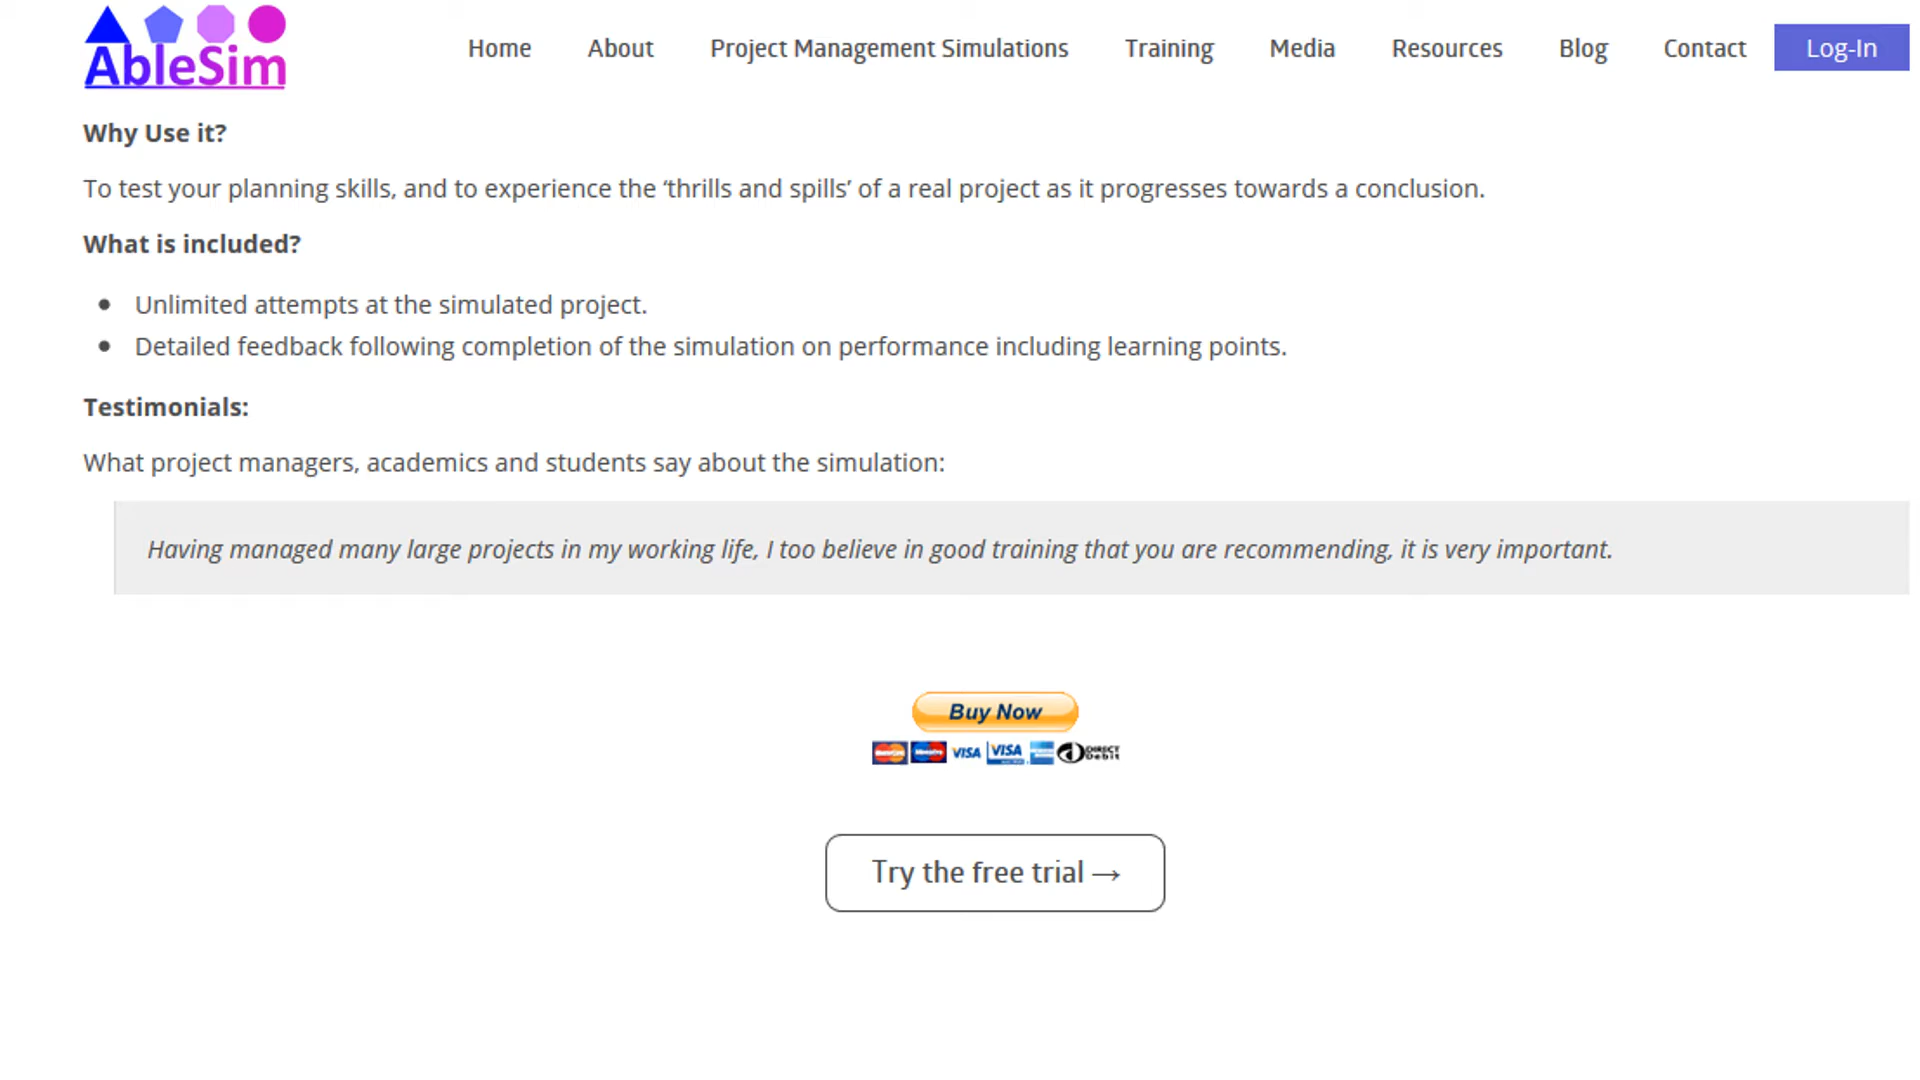 AbleSim
Home About Project Management Simulations Training Media Resources Blog Contact Log-In
Why Use it?
To test your planning skills, and to experience the ‘thrills and spills’ of a real project as it progresses towards a conclusion.
What is included?
Unlimited attempts at the simulated project.
Detailed feedback following completion of the simulation on performance including learning points.
Testimonials:
What project managers, academics and students say about the simulation:
Having managed many large projects in my working life, I too believe in good training that you are recommending, it is very important.
Buy Now
VISA VISA DIRECT Debit
Try the free trial →